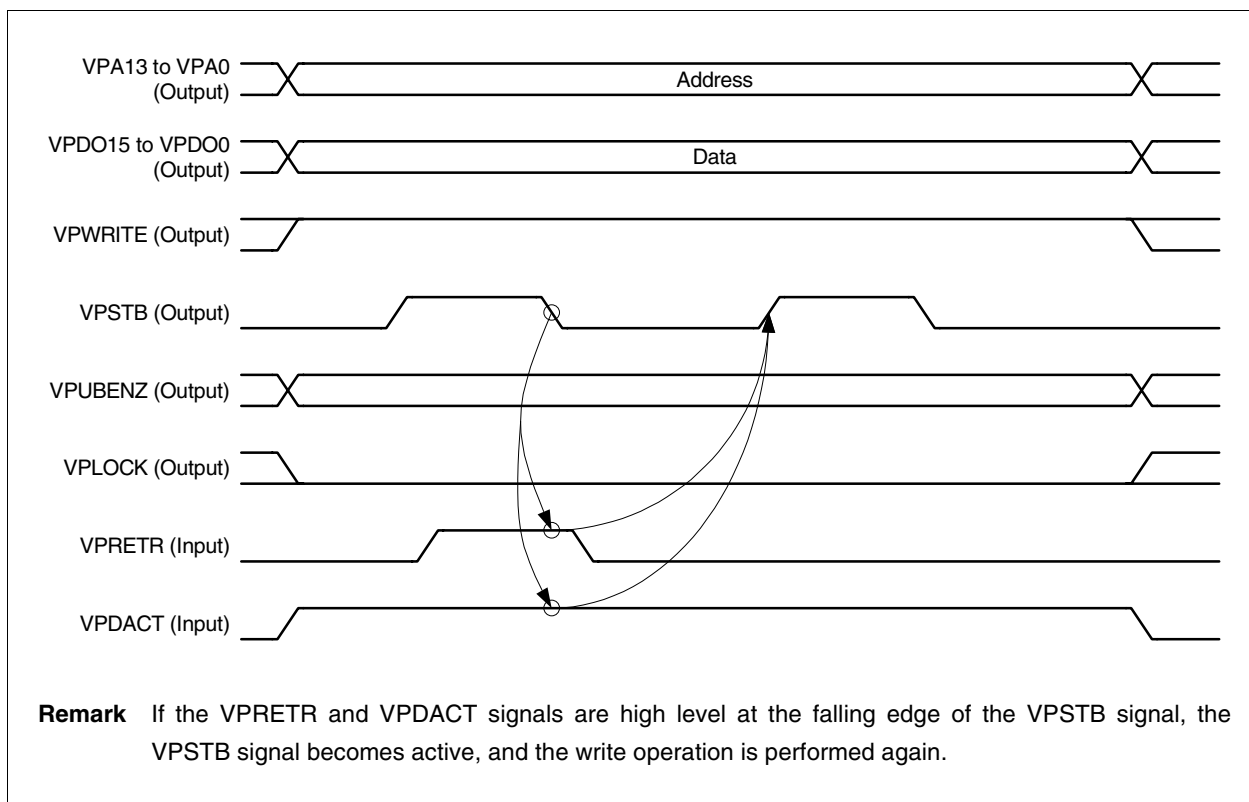 VPA13 to VPA0
(Output)
Address
VPDO15 to VPDO0
(Output)
Data
VPWRITE (Output)
VPSTB (Output)
VPUBENZ (Output)
VPLOCK (Output)
VPRETR (Input)
VPDACT (Input)
Remark If the VPRETR and VPDACT signals are high level at the falling edge of the VPSTB signal, the
VPSTB signal becomes active, and the write operation is performed again.